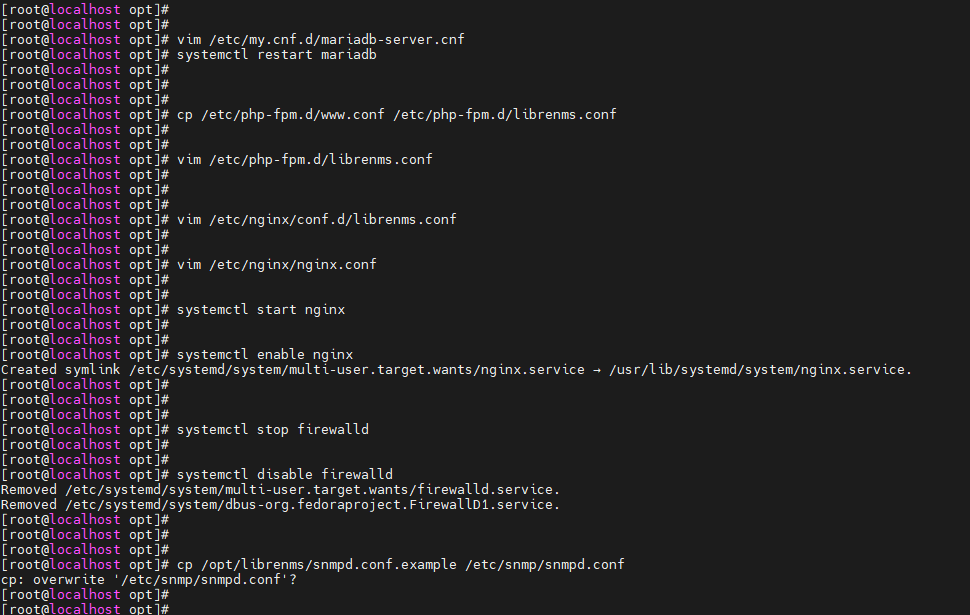 [root@localhost opt]#
[root@localhost opt]#
[root@localhost opt]# vim /etc/my.cnf.d/mariadb-server.cnf
[root@localhost opt]# systemctl restart mariadb
[root@localhost opt]#
[root@localhost opt]#
[root@localhost opt]#
[root@localhost opt]# cp /etc/php-fpm.d/www.conf /etc/php-fpm.d/librenms.conf
[root@localhost opt]#
[root@localhost opt]#
[root@localhost opt]# vim /etc/php-fpm.d/librenms.conf
[root@localhost opt]#
[root@localhost opt]#
[root@localhost opt]#
[root@localhost opt]# vim /etc/nginx/conf.d/librenms.conf
[root@localhost opt]#
[root@localhost opt]#
[root@localhost opt]# vim /etc/nginx/nginx.conf
[root@localhost opt]#
[root@localhost opt]#
[root@localhost opt]# systemctl start nginx
[root@localhost opt]#
[root@localhost opt]#
[root@localhost opt]# systemctl enable nginx
Created symlink /etc/systemd/system/multi-user.target.wants/nginx.service → /usr/lib/systemd/system/nginx.service.
[root@localhost opt]#
[root@localhost opt]#
[root@localhost opt]#
[root@localhost opt]# systemctl stop firewalld
[root@localhost opt]#
[root@localhost opt]#
[root@localhost opt]# systemctl disable firewalld
Removed /etc/systemd/system/multi-user.target.wants/firewalld.service.
Removed /etc/systemd/system/dbus-org.fedoraproject.FirewallD1.service.
[root@localhost opt]#
[root@localhost opt]#
[root@localhost opt]#
[root@localhost opt]# cp /opt/librenms/snmpd.conf.example /etc/snmp/snmpd.conf
cp: overwrite '/etc/snmp/snmpd.conf'?
[root@localhost opt]#
[root@localhost opt]#